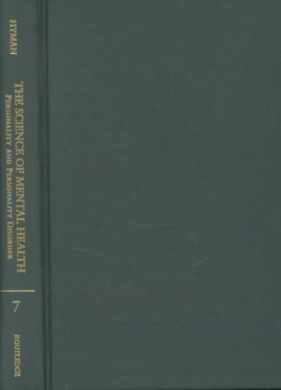 HYMAN
THE SCIENCE OF MENTAL HEALTH
PERSONALITY AND PERSONALITY DISORDER
7
ROUTLEDGE